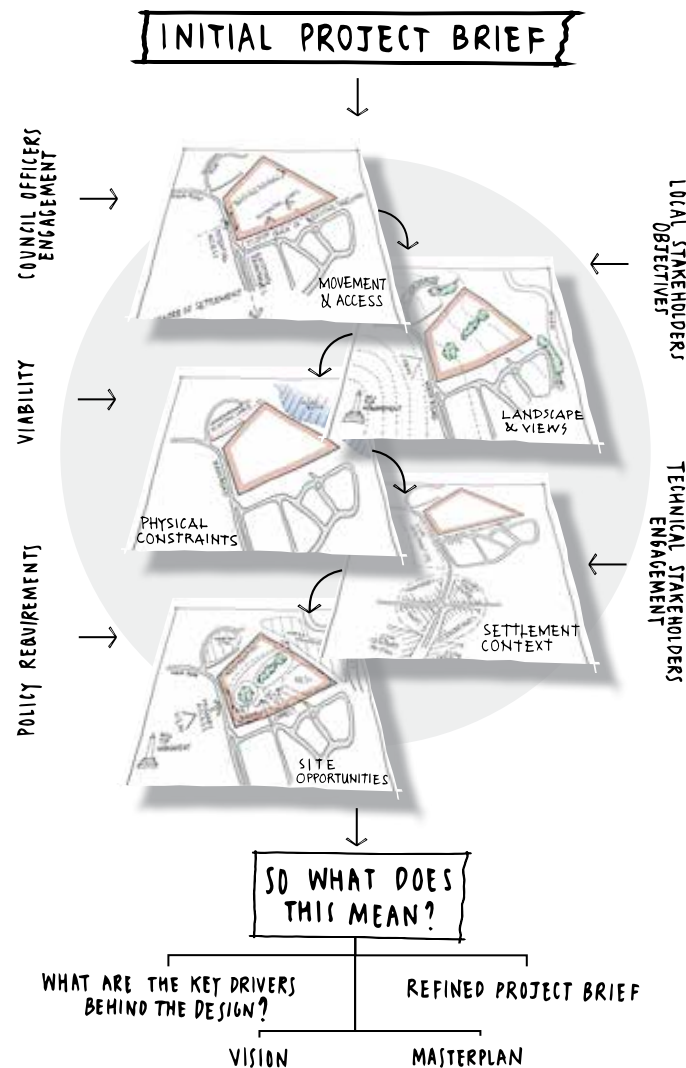 INITIAL PROJECT BRIEF
COUNCIL OFFICERS
ENGAGEMENT
LOCAL STAKEHOLDERS
OBJECTIVES
MOVEMENT
& ACCESS
VIABILITY
LANDSCAPE
& VIEWS
PHYSICAL
CONSTRAINTS
TECHNICAL STAKEHOLDERS
ENGAGEMENT
POLICY REQUIREMENTS
SETTLEMENT
CONTEXT
SITE
OPPORTUNITIES
SO WHAT DOES
THIS MEAN?
WHAT ARE THE KEY DRIVERS
BEHIND THE DESIGN?
REFINED PROJECT BRIEF
VISION
MASTERPLAN